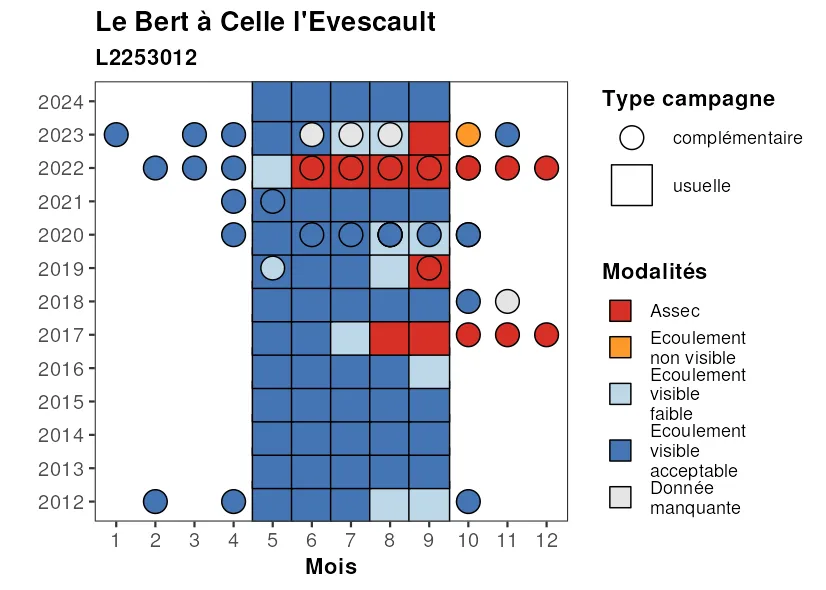 Le Bert à Celle l'Evescault
L2253012
2024
2023
2022
2021
2020
2019
2018
2017
2016
2015
2014
2013
2012
1 2 3 4 5 6 7 8 9 10 11 12
Mois
Type campagne
complémentaire
usuelle
Modalités
Assec
Ecoulement
non visible
Ecoulement
visible
faible
Ecoulement
visible
acceptable
Donnée
manquante